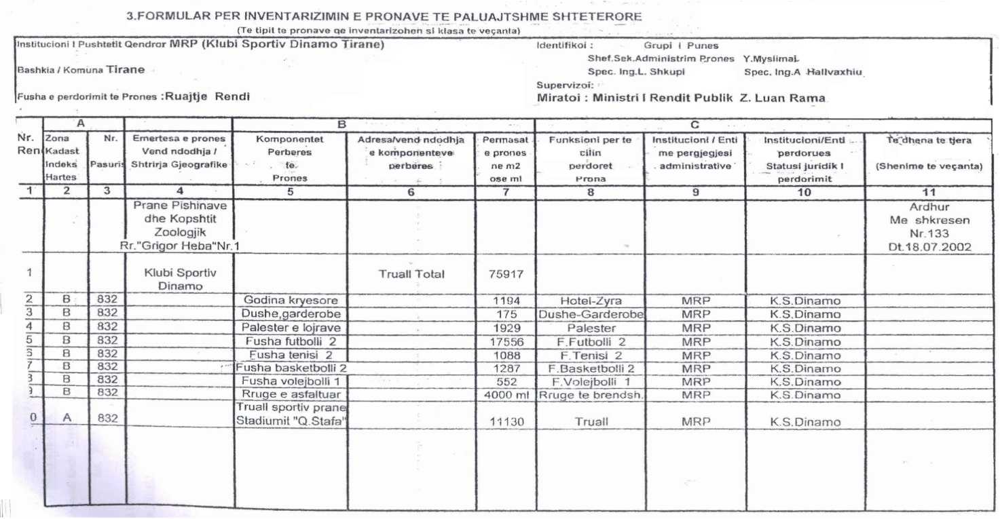 3.FORMULAR PER INVENTARIZIMIN E PRONAVE TE PALUAJTSHME SHTETERORE
(Te tipit te pronave qe inventarizohen si klasa te veçanta)
Institucioni I Pushtetit Qendror MRP (Klubi Sportiv Dinamo Tirane)
Bashkia / Komuna Tirane
Fusha e perdorimit te Prones :Ruajtje Rendi
Identifikoi : Grupi I Punes
Shef.Sek.Administrim Prones Y.Myslimaj
Spec. Ing.L. Shkupi Spec. Ing.A .Hallvaxhiu
Supervizoi:
Miratoi : Ministri I Rendit Publik Z. Luan Rama
A B C
Nr. Zona Nr. Emertesa e prones Komponentet Adresa/vend ndodhja Permasat Funksioni per te Institucioni / Enti Institucioni/Enti Te dhena te tjera
Ren Kadast Vend ndodhja / Perberes e komponenteve e prones cilin me pergjegjesi perdorues
Indeks Pasuris Shtrirja Gjeografike te perberes ne m2 perdoret administrative Statusi juridik I (Shenime te veçanta)
Hartes Prones ose ml Prona perdorimit
1 2 3 4 5 6 7 8 9 10 11
Prane Pishinave Ardhur
dhe Kopshtit Me shkresen
Zoologjik Nr.133
Rr."Grigor Heba"Nr.1 Dt.18.07.2002
1 Klubi Sportiv Truall Total 75917
Dinamo
2 B 832 Godina kryesore 1194 Hotel-Zyra MRP K.S.Dinamo
3 B 832 Dushe,garderobe 175 Dushe-Garderobe MRP K.S.Dinamo
4 B 832 Palester e lojrave 1929 Palester MRP K.S.Dinamo
5 B 832 Fusha futbolli 2 17556 F.Futbolli 2 MRP K.S.Dinamo
B 832 Fusha tenisi 2 1088 F.Tenisi 2 MRP K.S.Dinamo
7 B 832 Fusha basketbolli 2 1287 F.Basketbolli 2 MRP K.S.Dinamo
B 832 Fusha volejbolli 1 552 F.Volejbolli 1 MRP K.S.Dinamo
B 832 Rruge e asfaltuar 4000 ml Rruge te brendsh. MRP K.S.Dinamo
Truall sportiv prane
0 A 832 Stadiumit "Q.Stafa" 11130 Truall MRP K.S.Dinamo